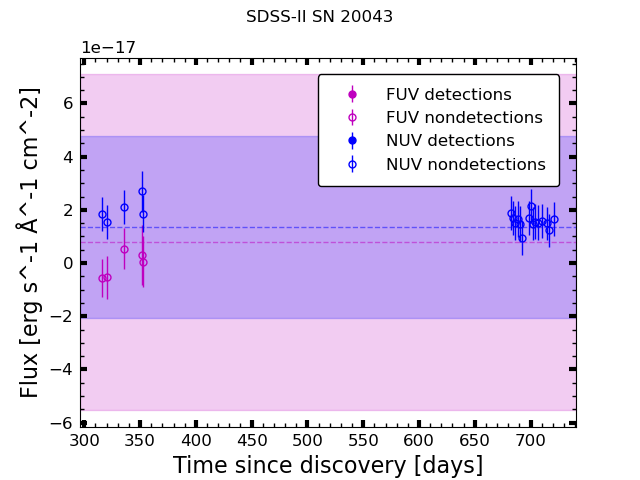 SDSS-II SN 20043
1e−17
FUV detections
FUV nondetections
NUV detections
NUV nondetections
6
4
2
0
−2
−4
−6
300 350 400 450 500 550 600 650 700
Time since discovery [days]
Flux [erg s^-1 Å^-1 cm^-2]